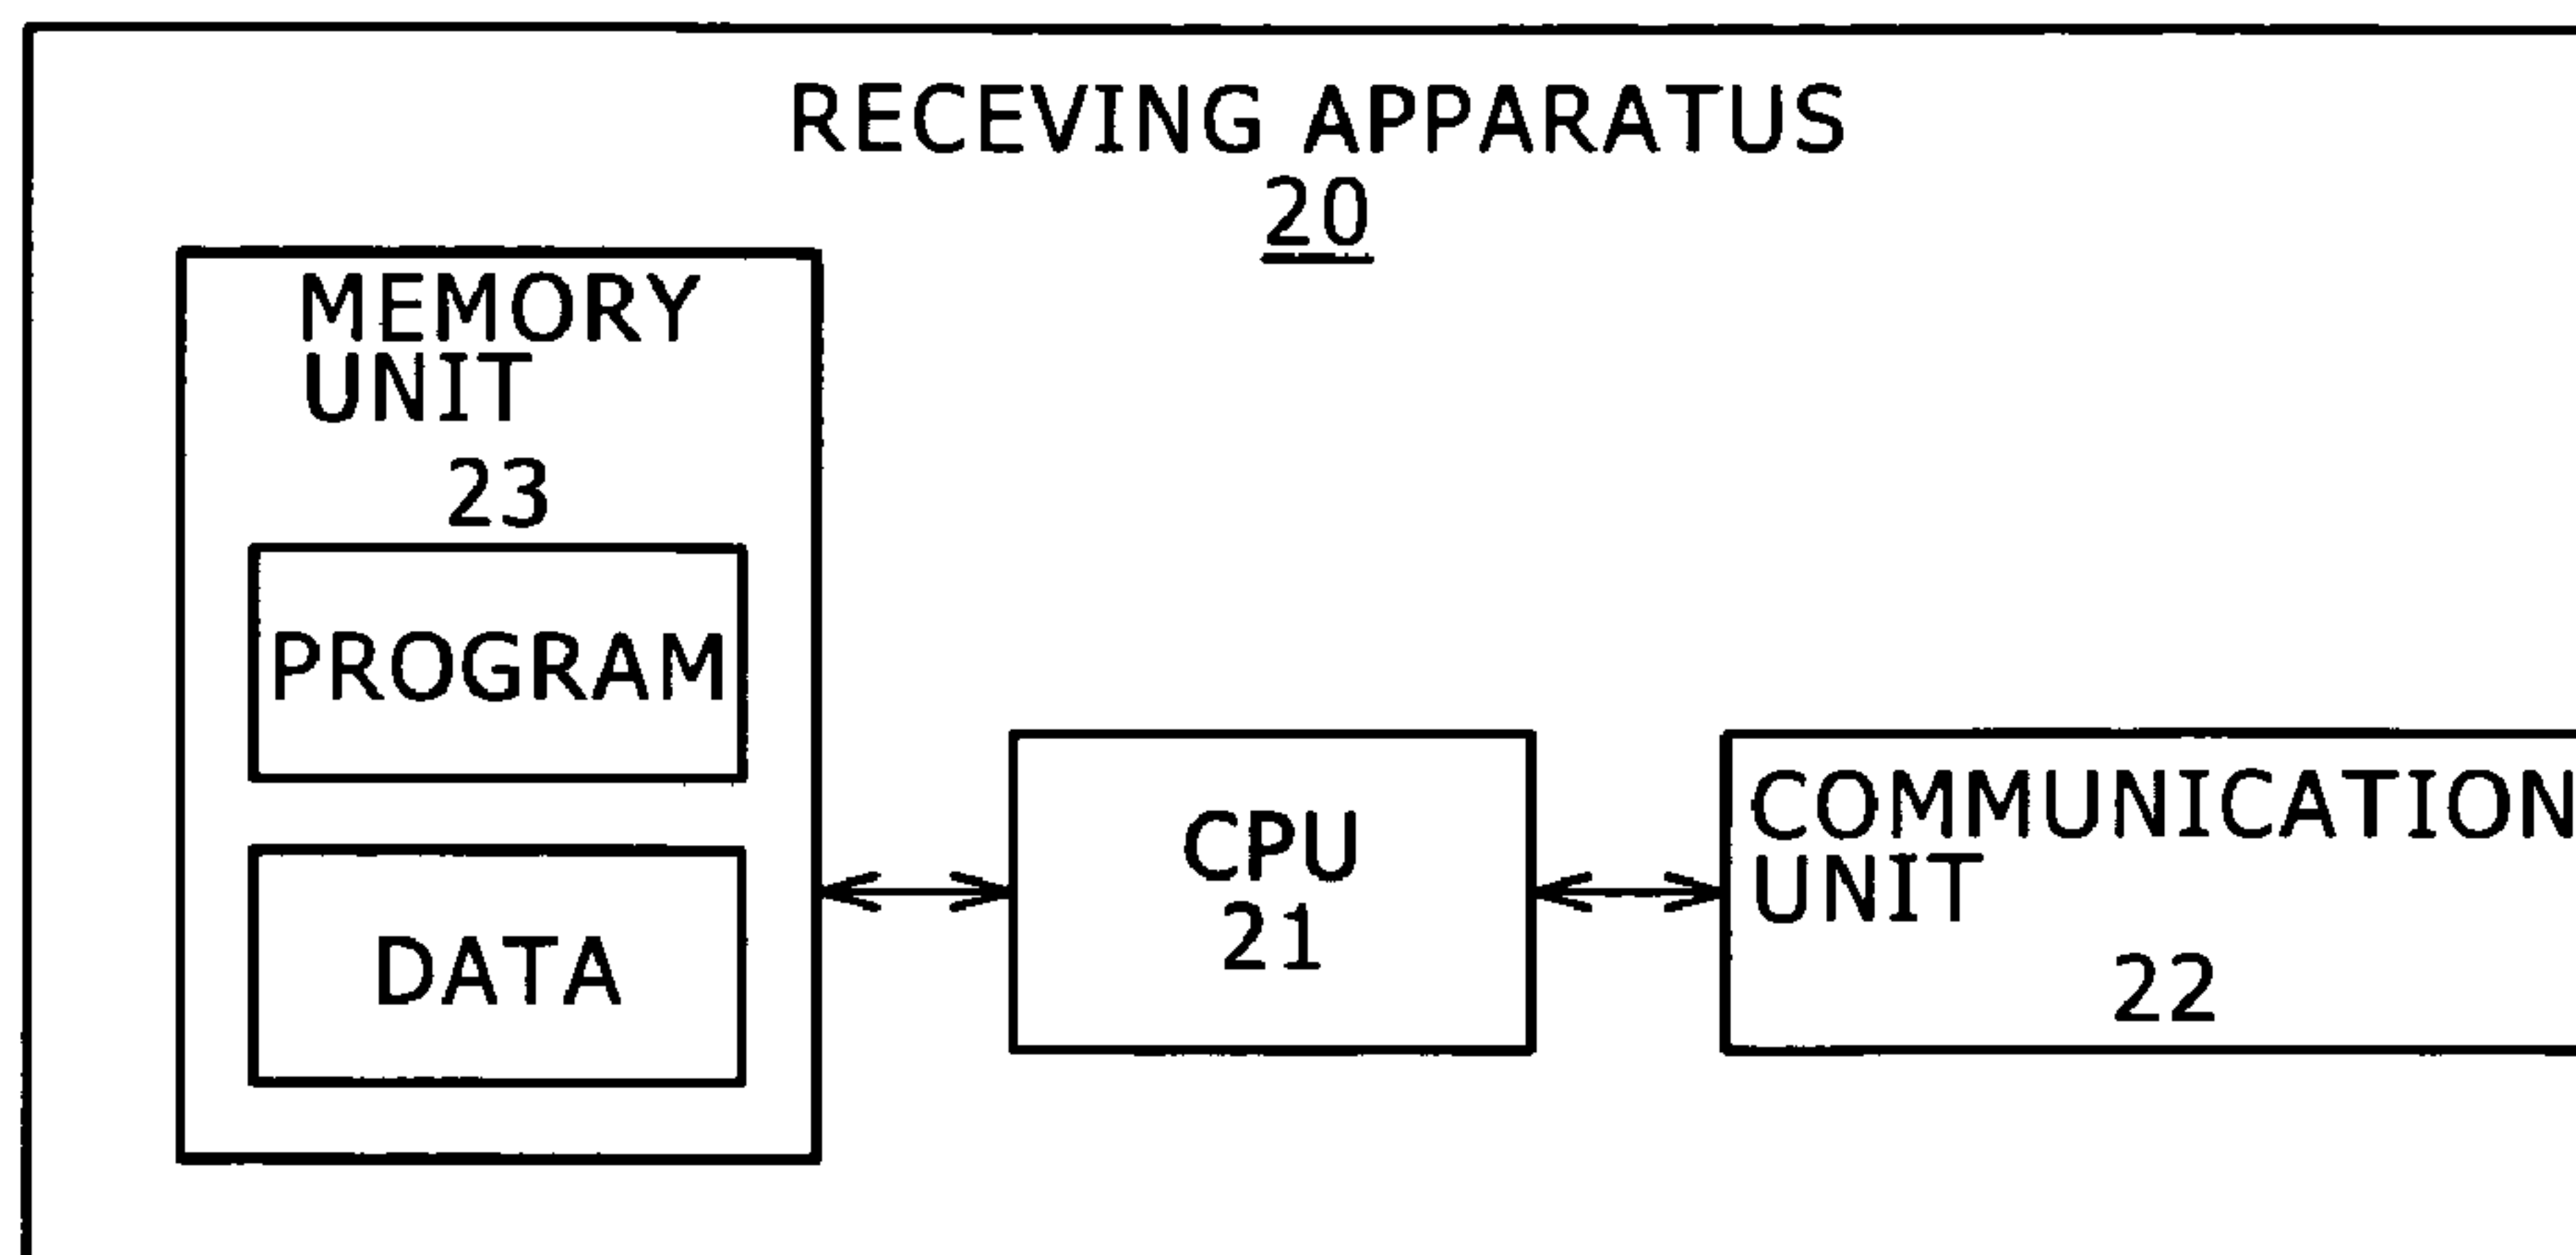 RECEVING APPARATUS
20
MEMORY
UNIT
23
PROGRAM
DATA
CPU
21
COMMUNICATION
UNIT
22